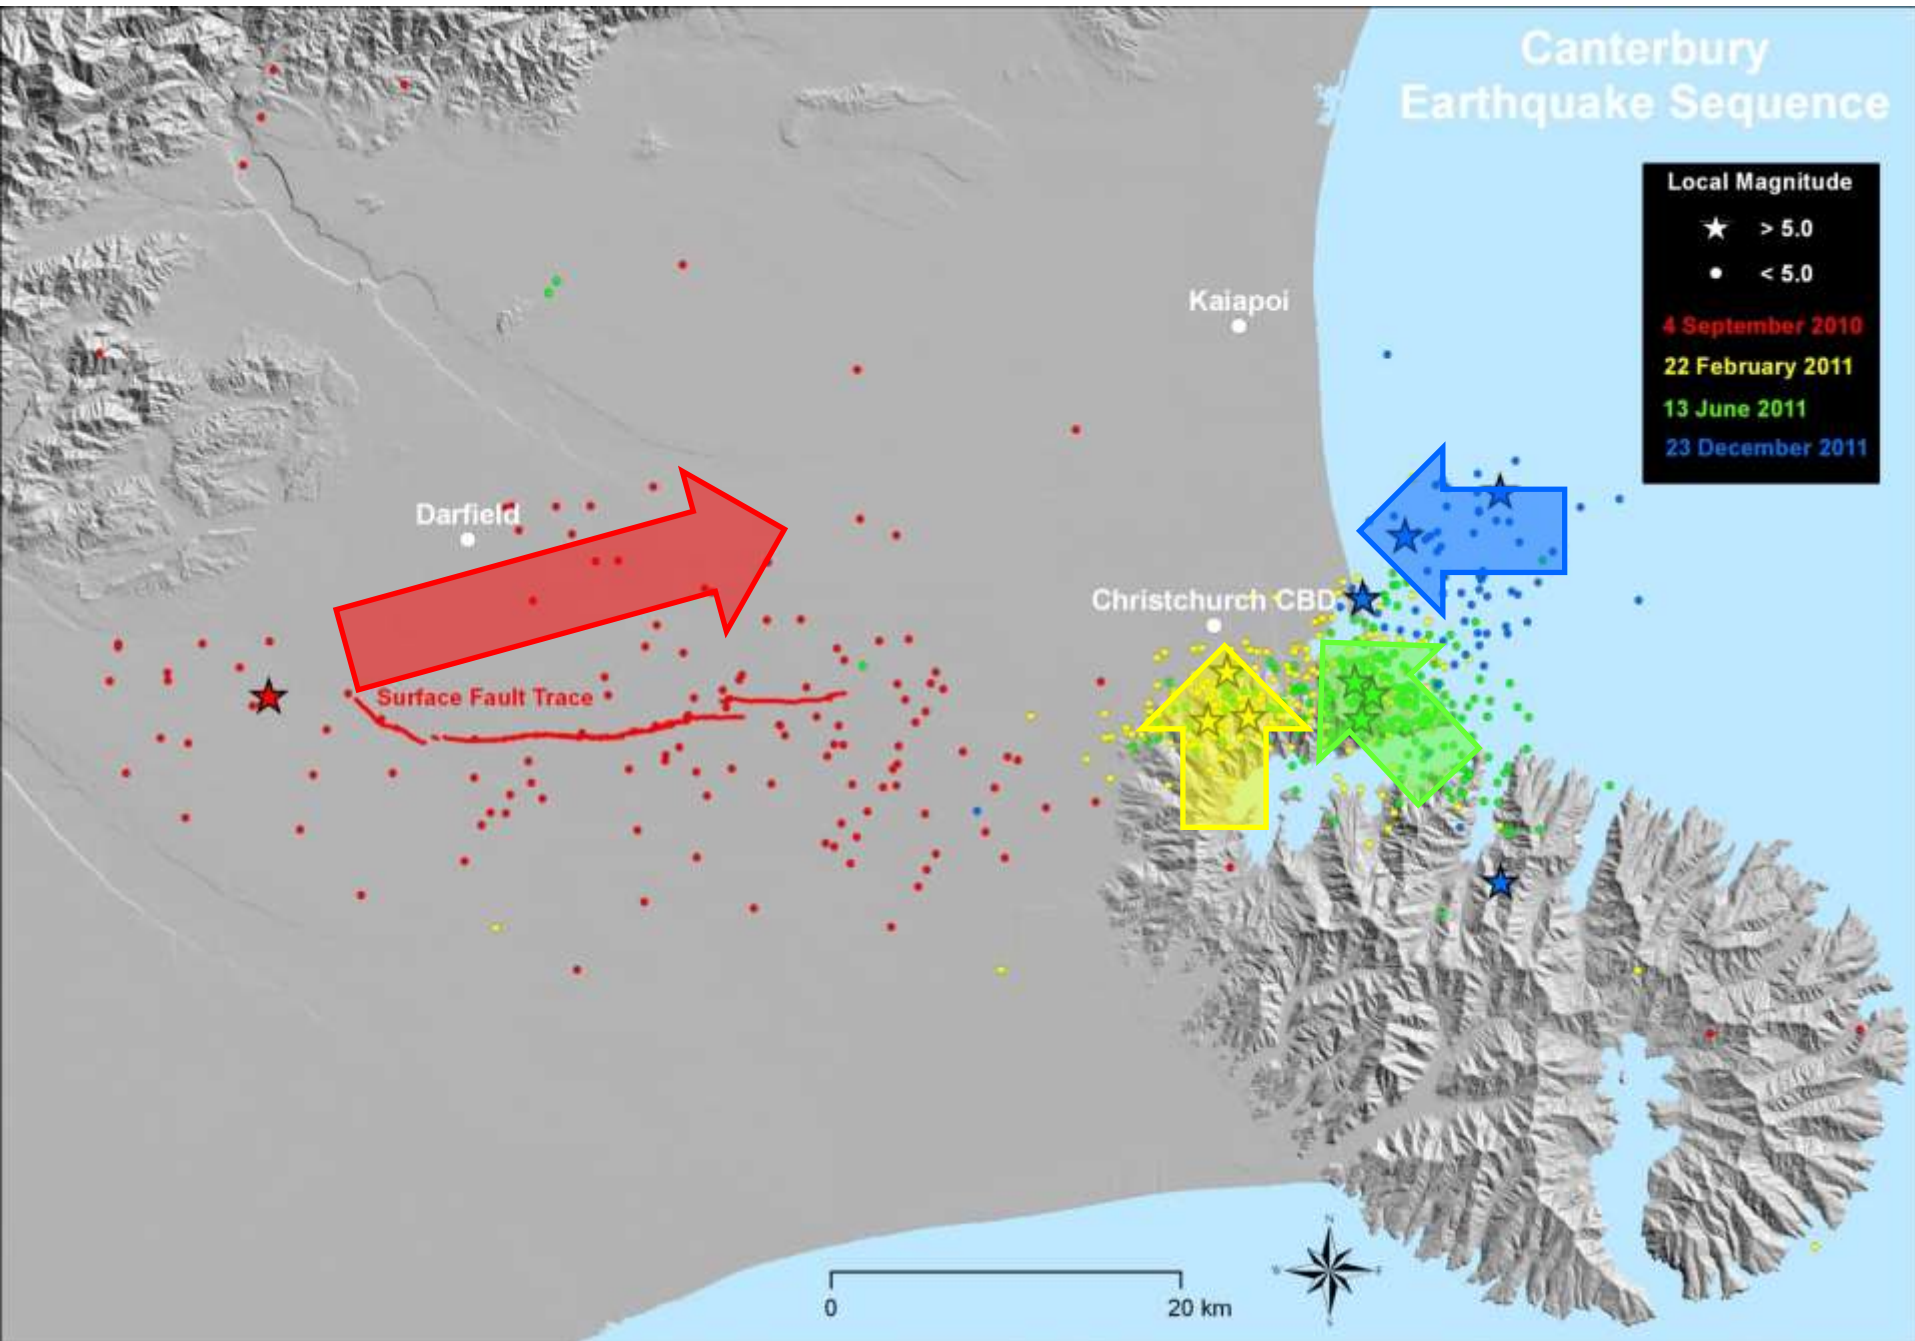 Canterbury
Earthquake Sequence
Local Magnitude
> 5.0
< 5.0
4 September 2010
22 February 2011
13 June 2011
23 December 2011
Kaiapoi
Darfield
Christchurch CBD
Surface Fault Trace
N
0
20 km